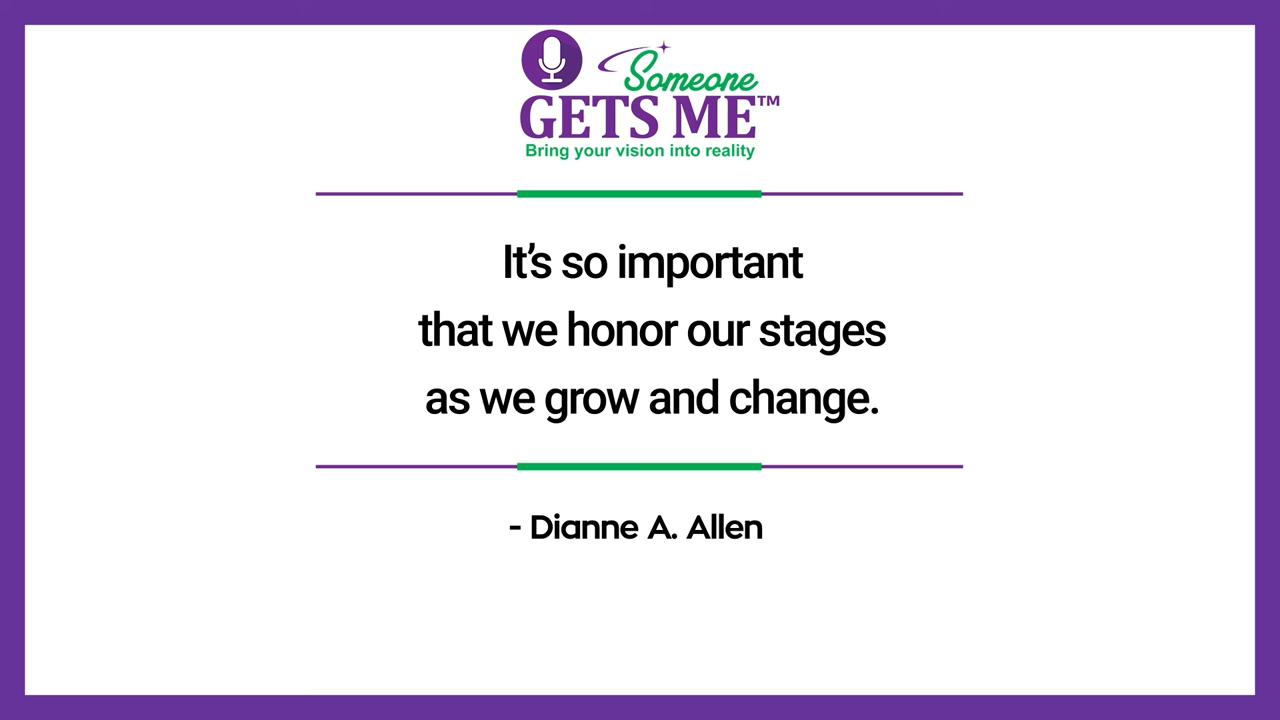 Someone
GETS ME™
Bring your vision into reality
It’s so important
that we honor our stages
as we grow and change.
- Dianne A. Allen